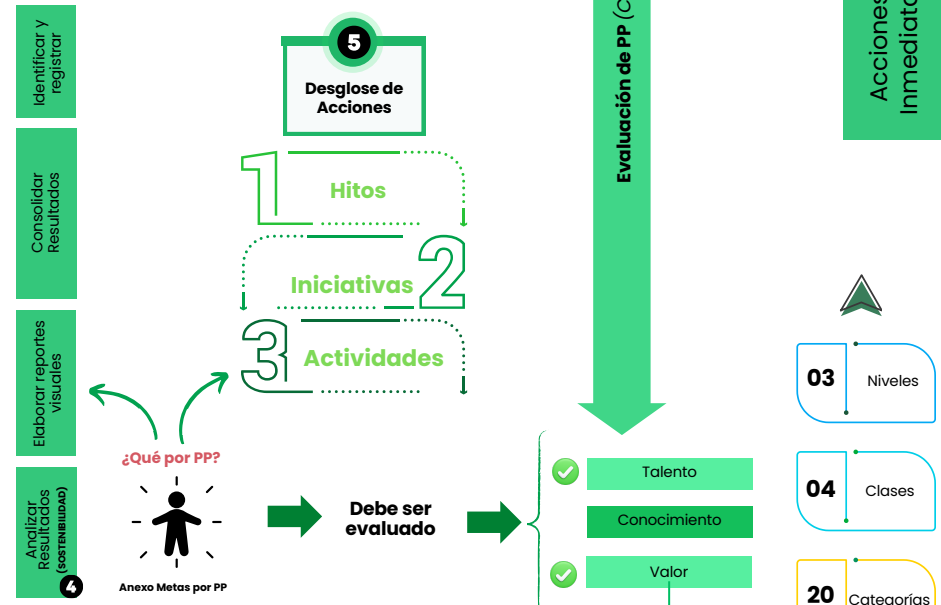 Identificar y
registrar
Consolidar
Resultados
Elaborar reportes
visuales
Analizar
Resultados
(SOSTENIBILIDAD)
4
5
Desglose de
Acciones
1
Hitos
2
Iniciativas
3
Actividades
¿Qué por PP?
Anexo Metas por PP
Debe ser
evaluado
Evaluación de PP (C
Talento
Conocimiento
Valor
Acciones
03
Niveles
04
Clases
20
Categorías